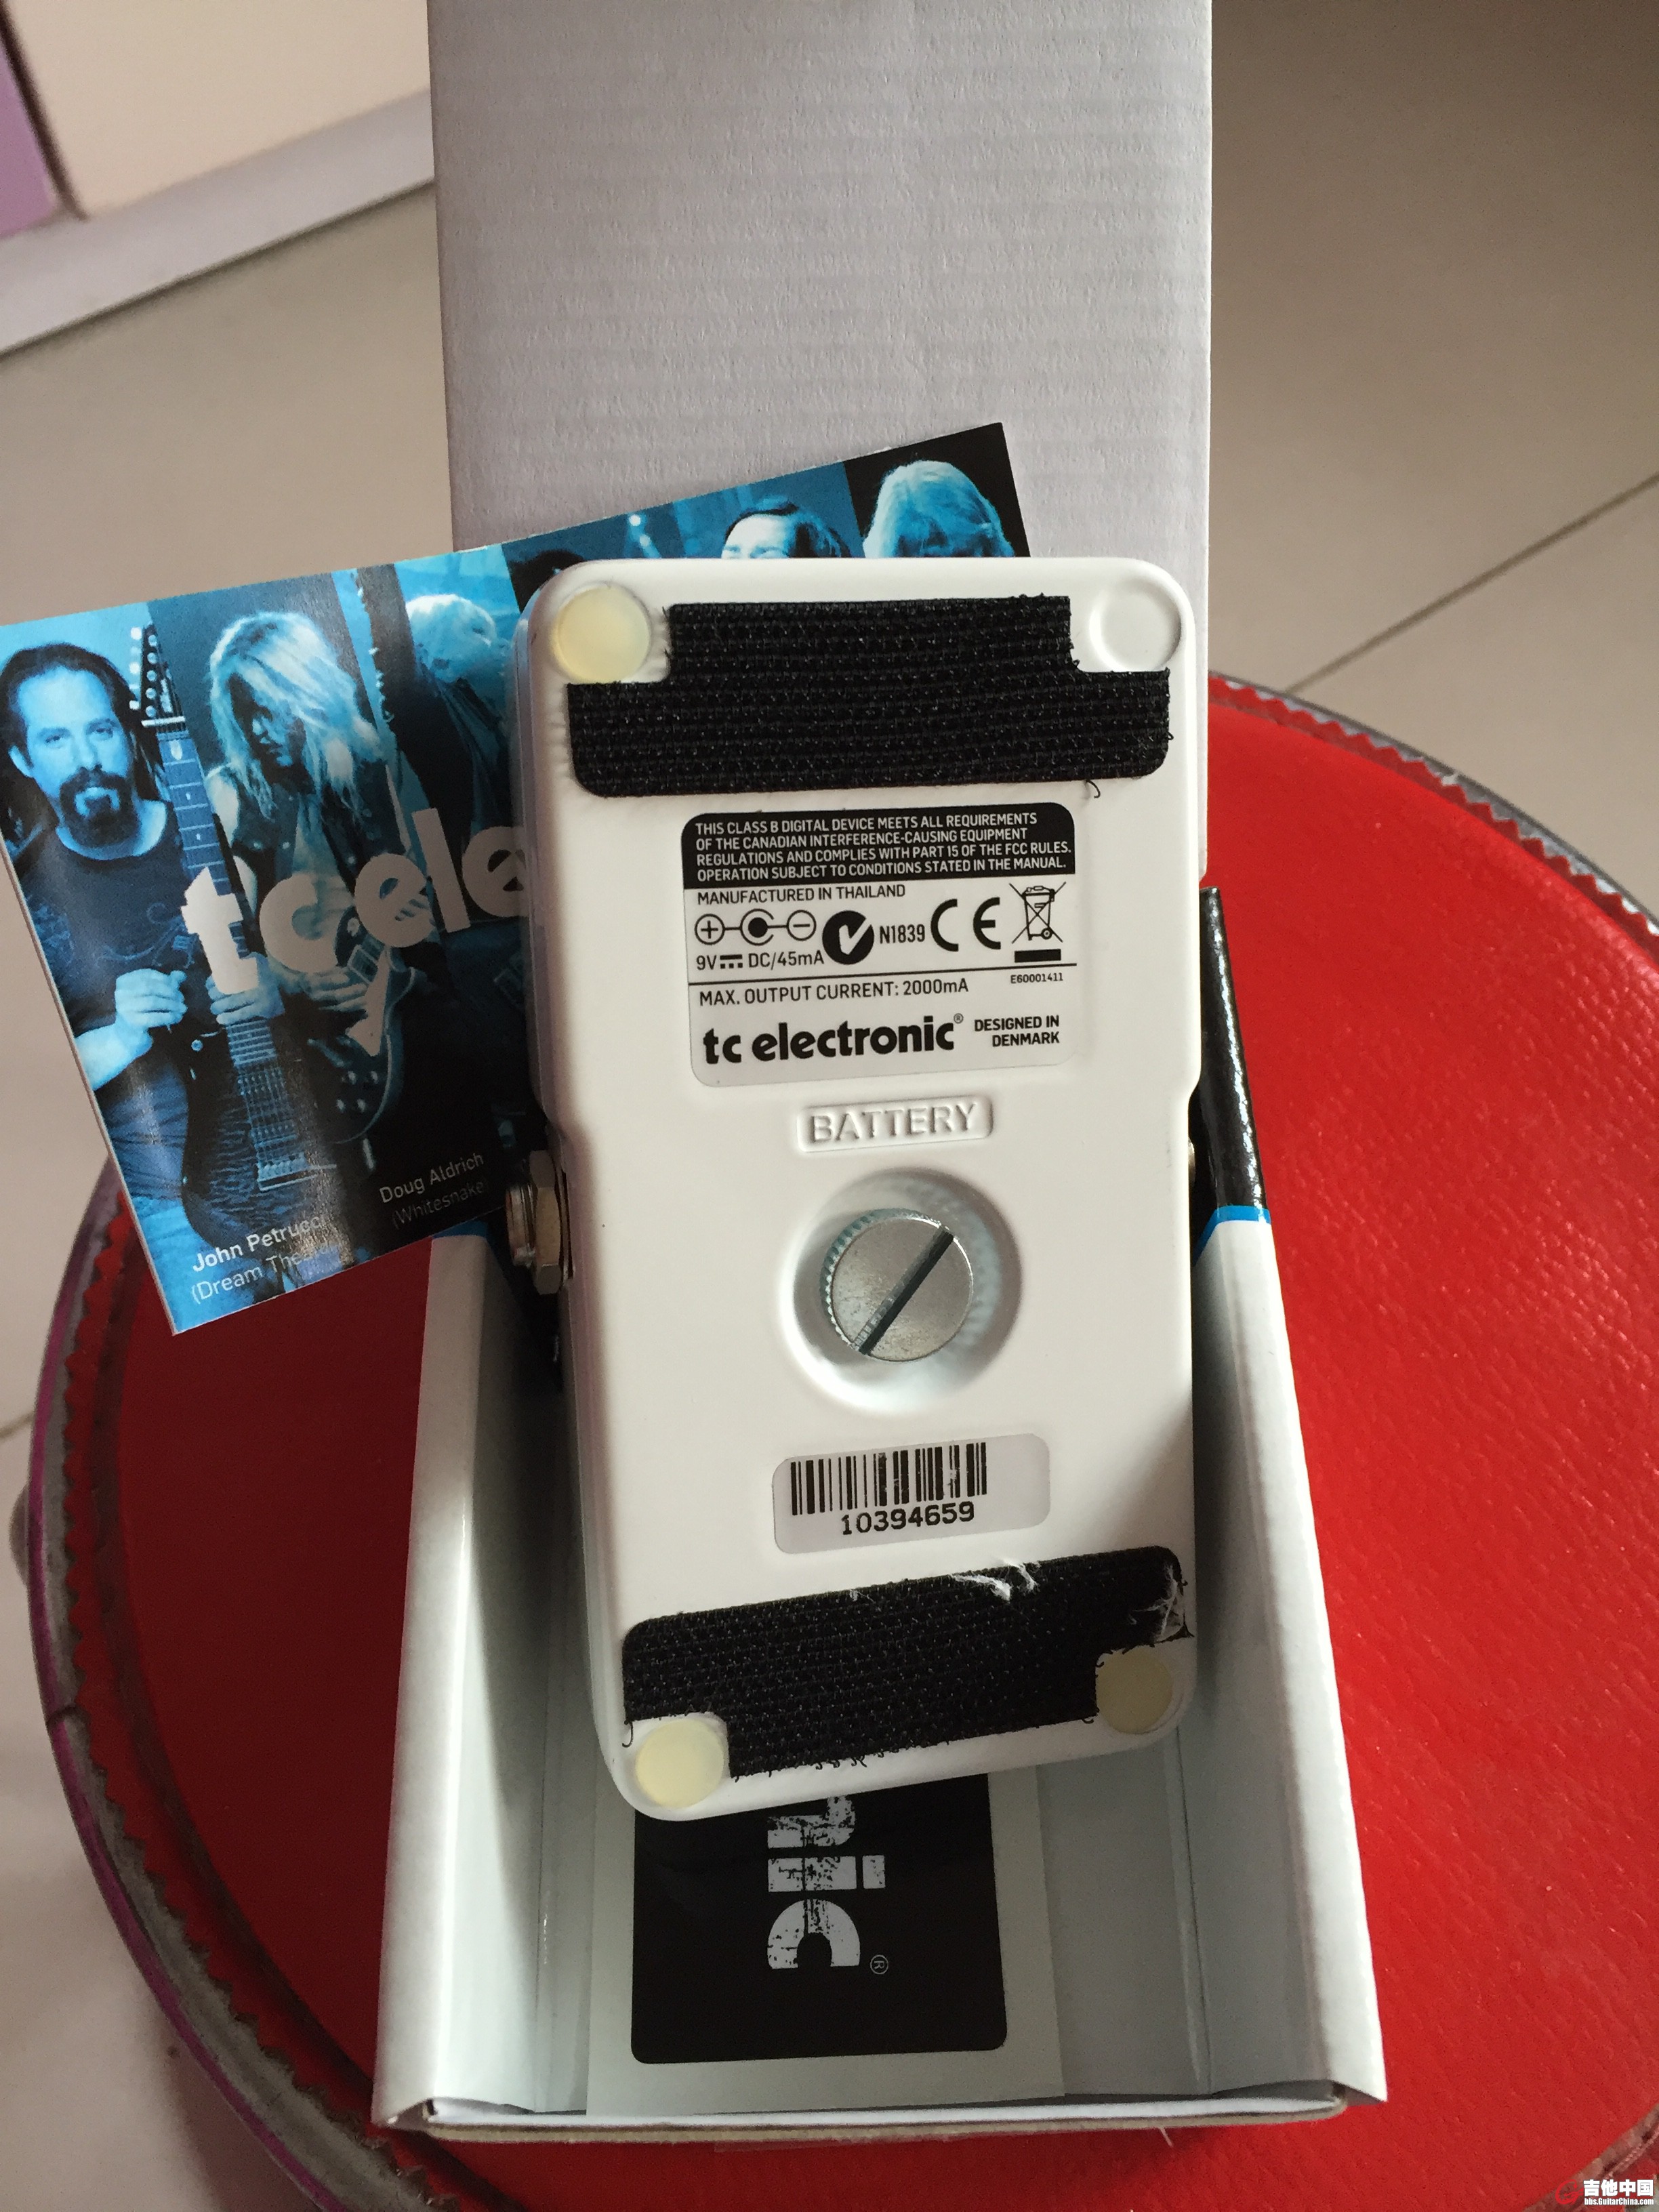 tc ele
John Petrucci
(Dream Thea
Doug Aldrich
(Whitesnake)
THIS CLASS B DIGITAL DEVICE MEETS ALL REQUIREMENTS
OF THE CANADIAN INTERFERENCE-CAUSING EQUIPMENT
REGULATIONS AND COMPLIES WITH PART 15 OF THE FCC RULES.
OPERATION SUBJECT TO CONDITIONS STATED IN THE MANUAL.
MANUFACTURED IN THAILAND
N1839 CE
9V DC/45mA
E60001411
MAX. OUTPUT CURRENT: 2000mA
tc electronic® DESIGNED IN
DENMARK
BATTERY
10394659
nic®
吉他中国
bbs.GuitarChina.com